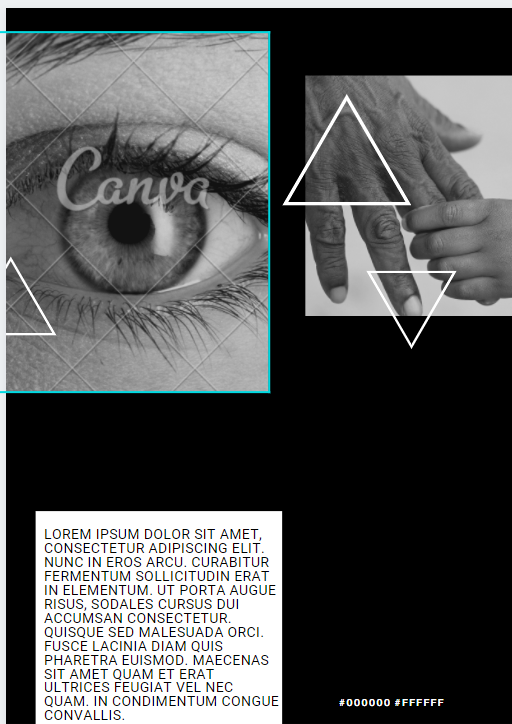 Canva
LOREM IPSUM DOLOR SIT AMET,
CONSECTETUR ADIPISCING ELIT.
NUNC IN EROS ARCU. CURABITUR
FERMENTUM SOLLICITUDIN ERAT
IN ELEMENTUM. UT PORTA AUGUE
RISUS, SODALES CURSUS DUI
ACCUMSAN CONSECTETUR.
QUISQUE SED MALESUADA ORCI.
FUSCE LACINIA DIAM QUIS
PHARETRA EUISMOD. MAECENAS
SIT AMET QUAM ET ERAT
ULTRICES FEUGIAT VEL NEC
QUAM. IN CONDIMENTUM CONGUE
CONVALLIS.
#000000 #FFFFFF